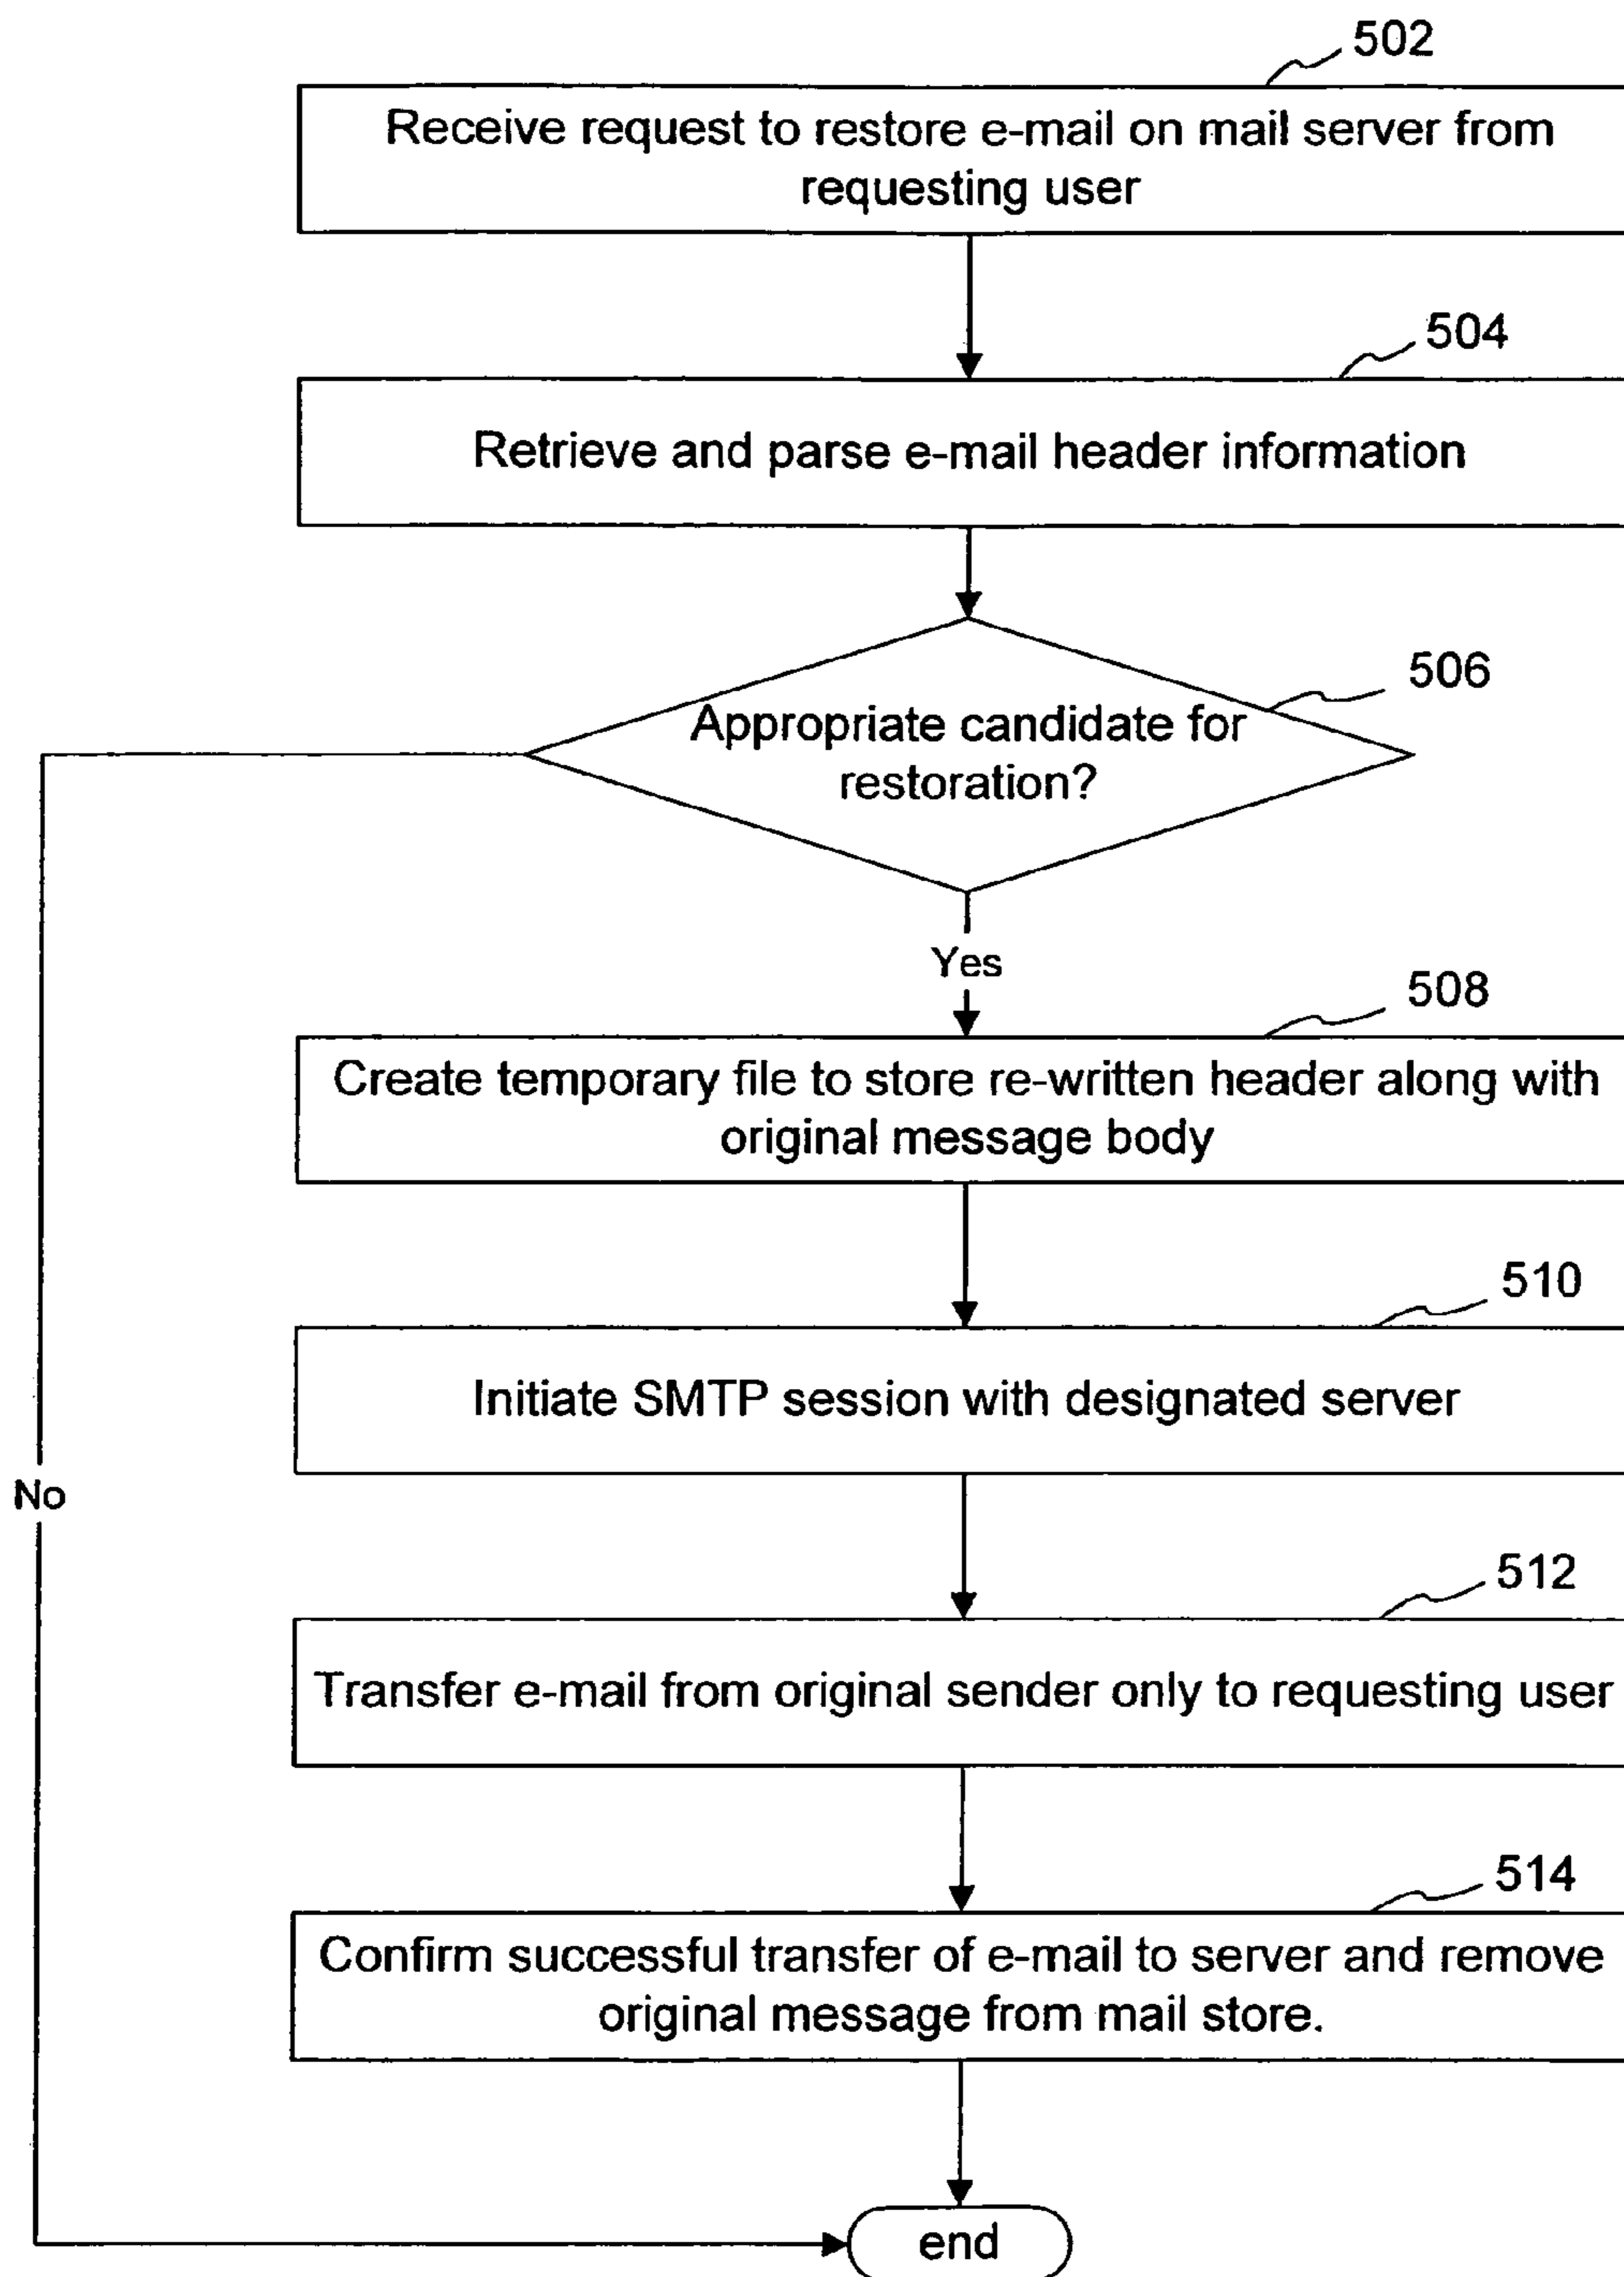 502
Receive request to restore e-mail on mail server from
requesting user
504
Retrieve and parse e-mail header information
506
Appropriate candidate for
restoration?
Yes
508
Create temporary file to store re-written header along with
original message body
510
Initiate SMTP session with designated server
No
512
Transfer e-mail from original sender only to requesting user
514
Confirm successful transfer of e-mail to server and remove
original message from mail store.
end